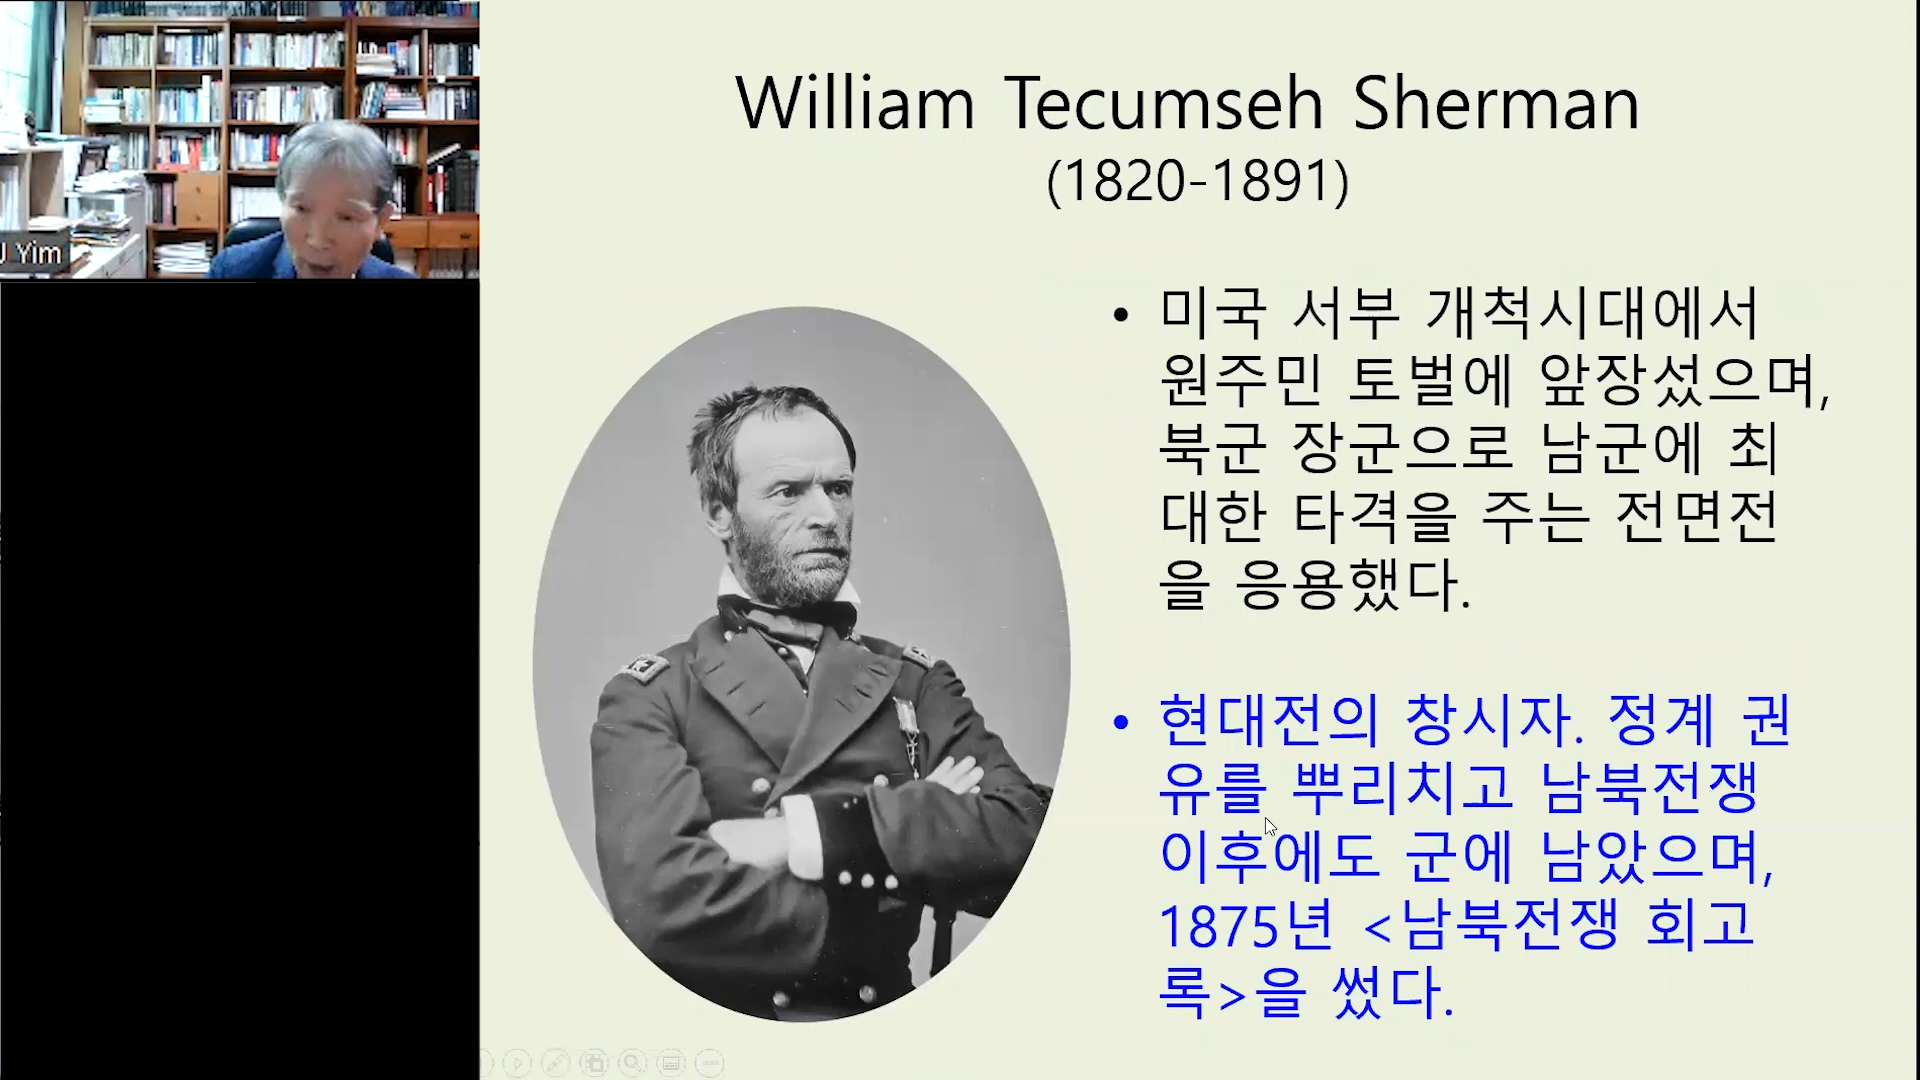 J Yim
William Tecumseh Sherman
(1820-1891)
• 미국 서부 개척시대에서
원주민 토벌에 앞장섰으며,
북군 장군으로 남군에 최
대한 타격을 주는 전면전
을 응용했다.
• 현대전의 창시자. 정계 권
유를 뿌리치고 남북전쟁
이후에도 군에 남았으며,
1875년 <남북전쟁 회고
록>을 썼다.